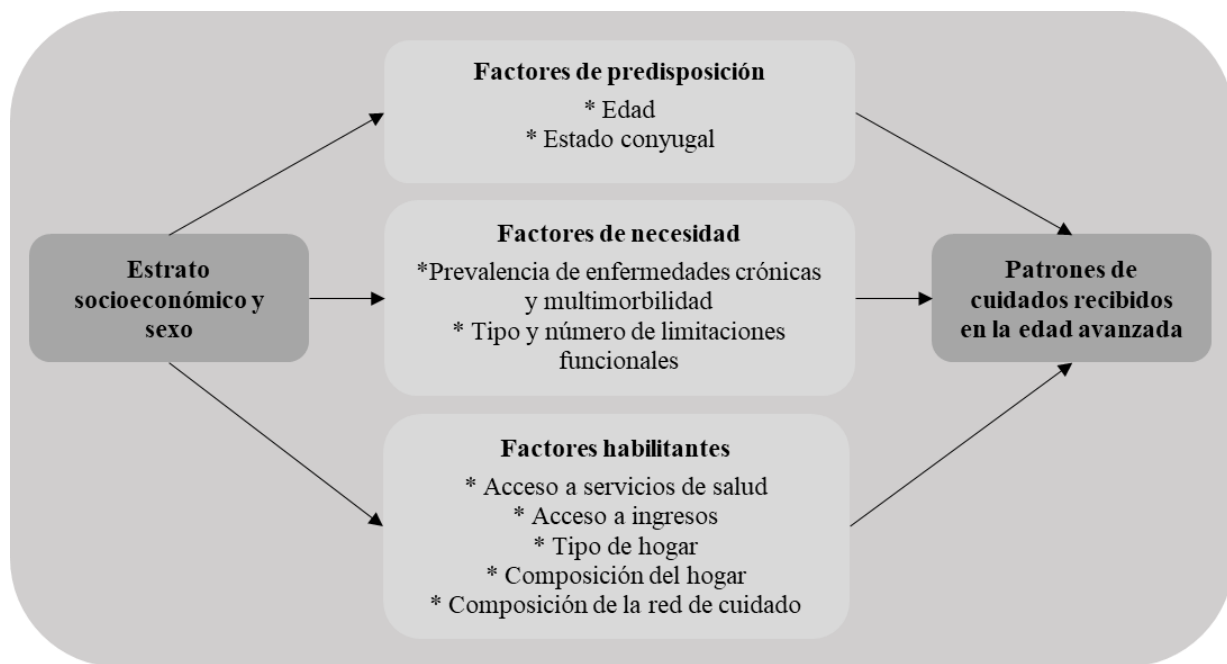 Factores de predisposición
* Edad
* Estado conyugal
Estrato
socioeconómico y
sexo
Factores de necesidad
*Prevalencia de enfermedades crónicas
y multimorbilidad
* Tipo y número de limitaciones
funcionales
Patrones de
cuidados recibidos
en la edad avanzada
Factores habilitantes
* Acceso a servicios de salud
* Acceso a ingresos
* Tipo de hogar
* Composición del hogar
* Composición de la red de cuidado